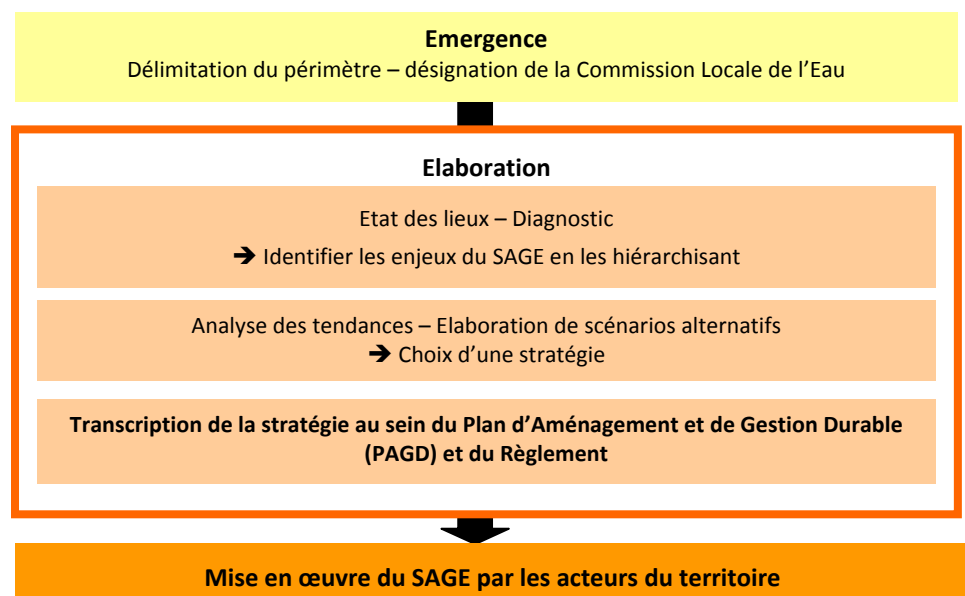 Emergence
Délimitation du périmètre – désignation de la Commission Locale de l’Eau
Elaboration
Etat des lieux – Diagnostic
➔ Identifier les enjeux du SAGE en les hiérarchisant
Analyse des tendances – Elaboration de scénarios alternatifs
➔ Choix d’une stratégie
Transcription de la stratégie au sein du Plan d’Aménagement et de Gestion Durable
(PAGD) et du Règlement
Mise en œuvre du SAGE par les acteurs du territoire